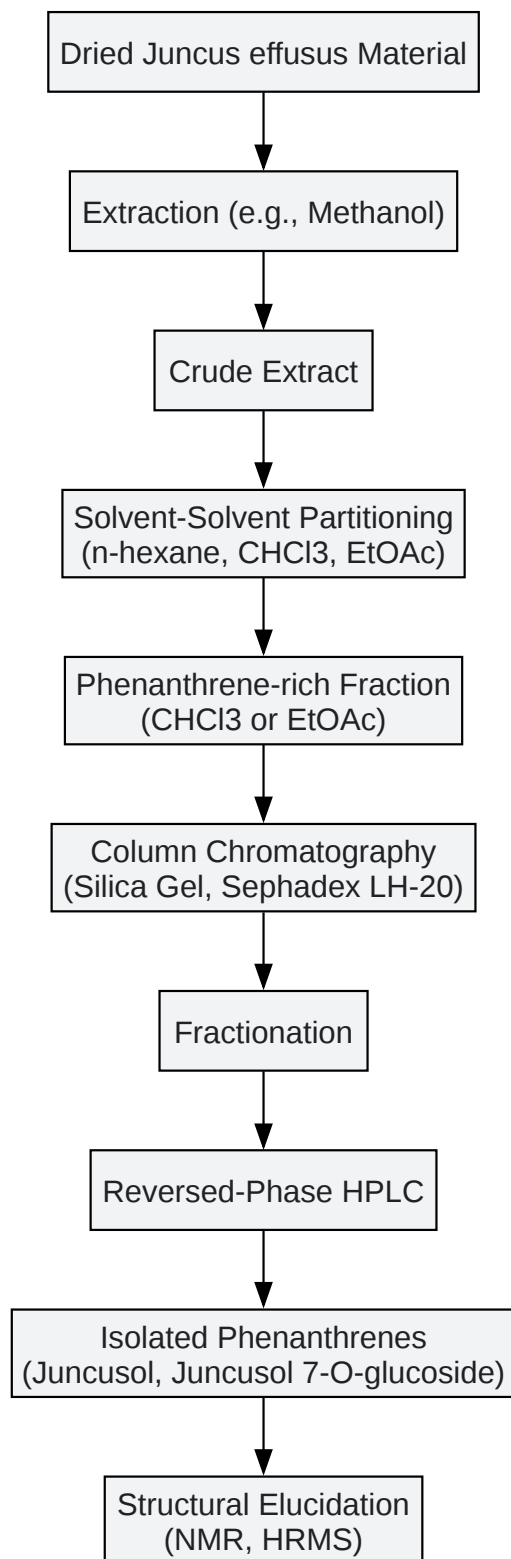 Dried Juncus effusus Material
Extraction (e.g., Methanol)
Crude Extract
Solvent-Solvent Partitioning
(n-hexane, CHCl3, EtOAc)
Phenanthrene-rich Fraction
(CHCl3 or EtOAc)
Column Chromatography
(Silica Gel, Sephadex LH-20)
Fractionation
Reversed-Phase HPLC
Isolated Phenanthrenes
(Juncusol, Juncusol 7-O-glucoside)
Structural Elucidation
(NMR, HRMS)